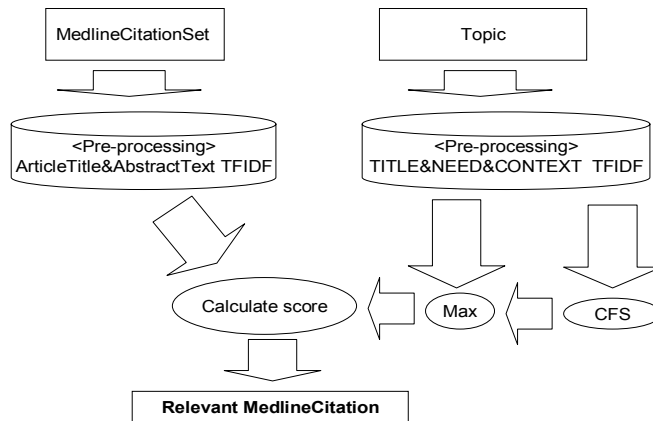 MedlineCitationSet
Topic
<Pre-processing>
ArticleTitle&AbstractText TFIDF
<Pre-processing>
TITLE&NEED&CONTEXT TFIDF
Calculate score
Max
CFS
Relevant MedlineCitation